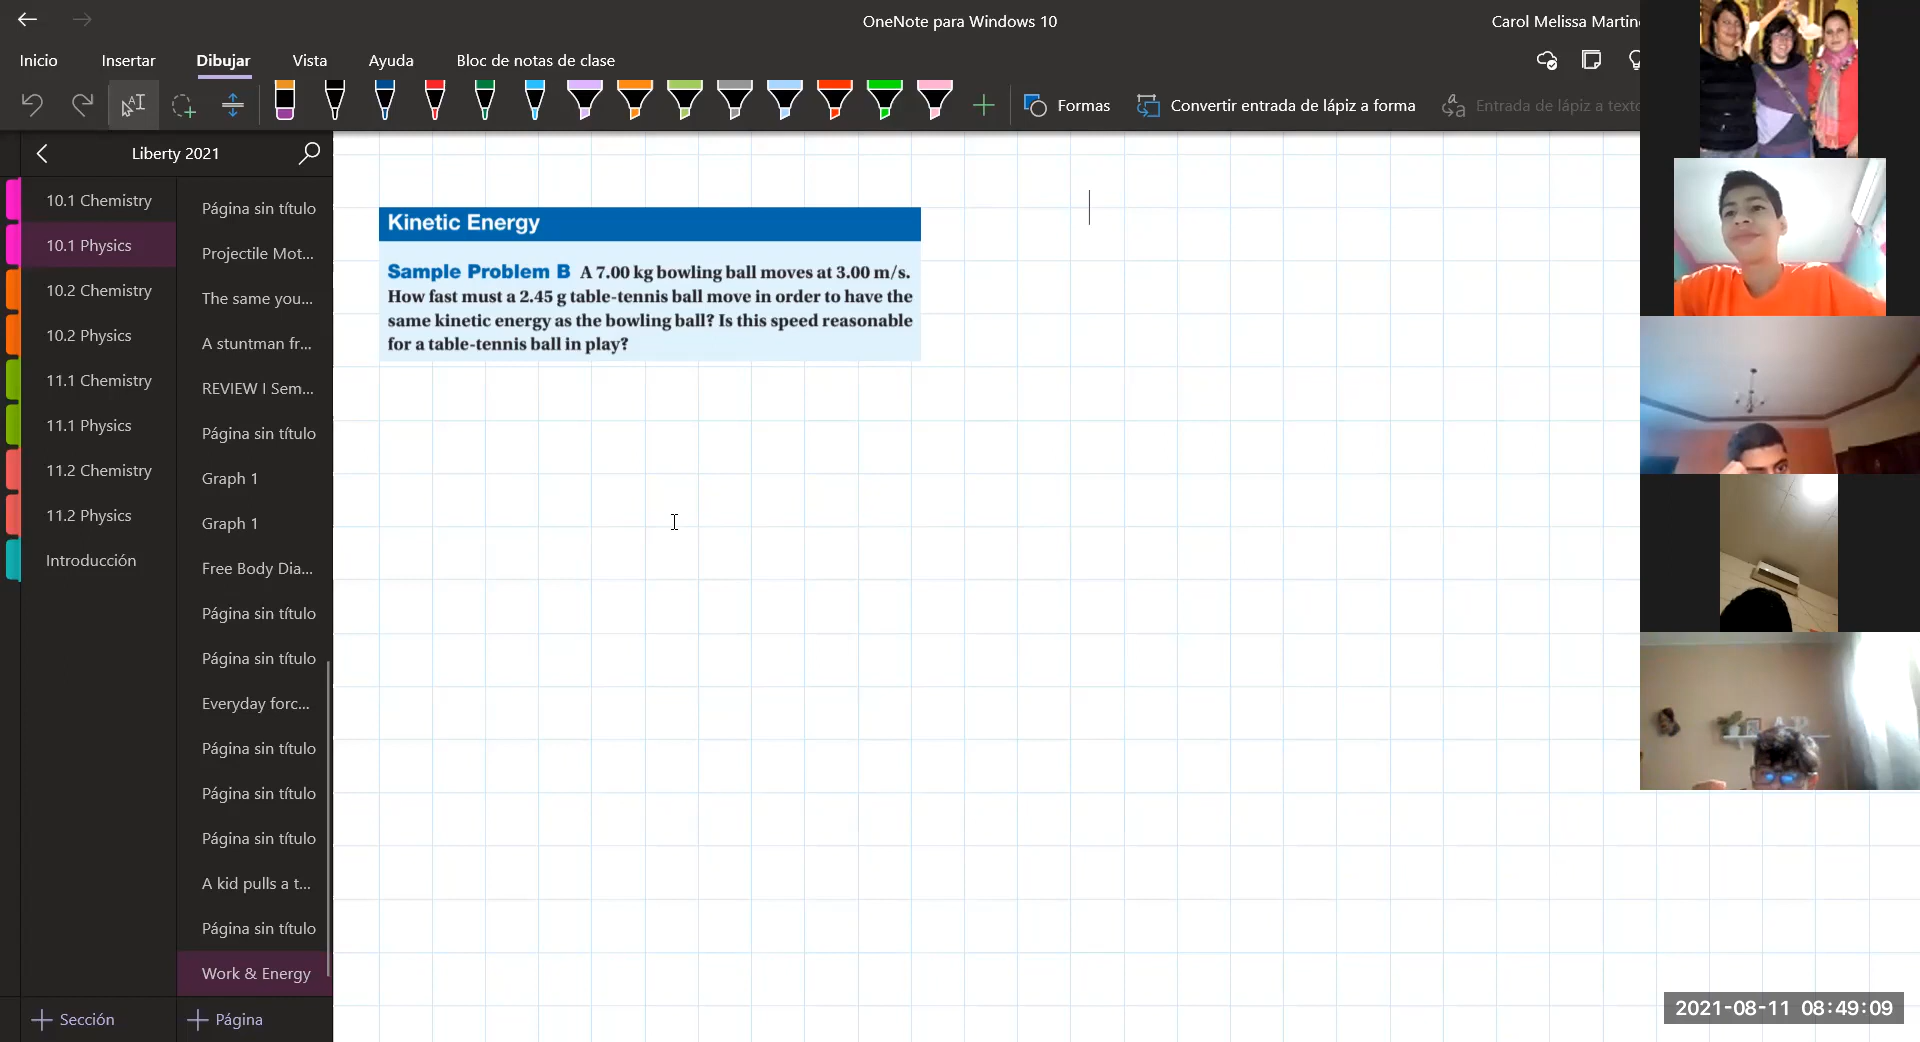 OneNote para Windows 10
Carol Melissa
Inicio
Insertar
Dibujar
Vista
Ayuda
Bloc de notas de clase
Formas
Convertir entrada de lápiz a forma
Entrada de lápiz a texto
Liberty 2021
10.1 Chemistry
10.1 Physics
10.2 Chemistry
10.2 Physics
11.1 Chemistry
11.1 Physics
11.2 Chemistry
11.2 Physics
Introducción
Sección
Página sin título
Projectile Mot...
The same you...
A stuntman fr...
REVIEW I Sem...
Página sin título
Graph 1
Graph 1
Free Body Dia...
Página sin título
Página sin título
Everyday forc...
Página sin título
Página sin título
Página sin título
A kid pulls a t...
Página sin título
Work & Energy
Página
Kinetic Energy
Sample Problem B A 7.00 kg bowling ball moves at 3.00 m/s.
How fast must a 2.45 g table-tennis ball move in order to have the
same kinetic energy as the bowling ball? Is this speed reasonable
for a table-tennis ball in play?
2021-08-11 08:49:09